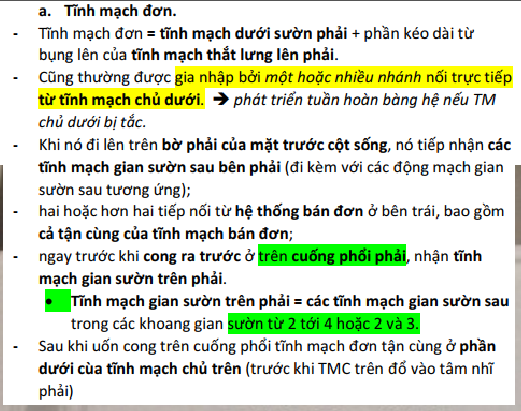 a. Tĩnh mạch đơn.
- Tĩnh mạch đơn = tĩnh mạch dưới sườn phải + phần kéo dài từ
bụng lên của tĩnh mạch thắt lưng lên phải.
- Cũng thường được gia nhập bởi một hoặc nhiều nhánh nối trực tiếp
từ tĩnh mạch chủ dưới. ➔ phát triển tuần hoàn bàng hệ nếu TM
chủ dưới bị tắc.
- Khi nó đi lên trên bờ phải của mặt trước cột sống, nó tiếp nhận các
tĩnh mạch gian sườn sau bên phải (đi kèm với các động mạch gian
sườn sau tương ứng);
- hai hoặc hơn hai tiếp nối từ hệ thống bán đơn ở bên trái, bao gồm
cả tận cùng của tĩnh mạch bán đơn;
- ngay trước khi cong ra trước ở trên cuống phổi phải, nhận tĩnh
mạch gian sườn trên phải.
• Tĩnh mạch gian sườn trên phải = các tĩnh mạch gian sườn sau
trong các khoang gian sườn từ 2 tới 4 hoặc 2 và 3.
- Sau khi uốn cong trên cuống phổi tĩnh mạch đơn tận cùng ở phần
dưới cùa tĩnh mạch chủ trên (trước khi TMC trên đổ vào tâm nhĩ
phải)